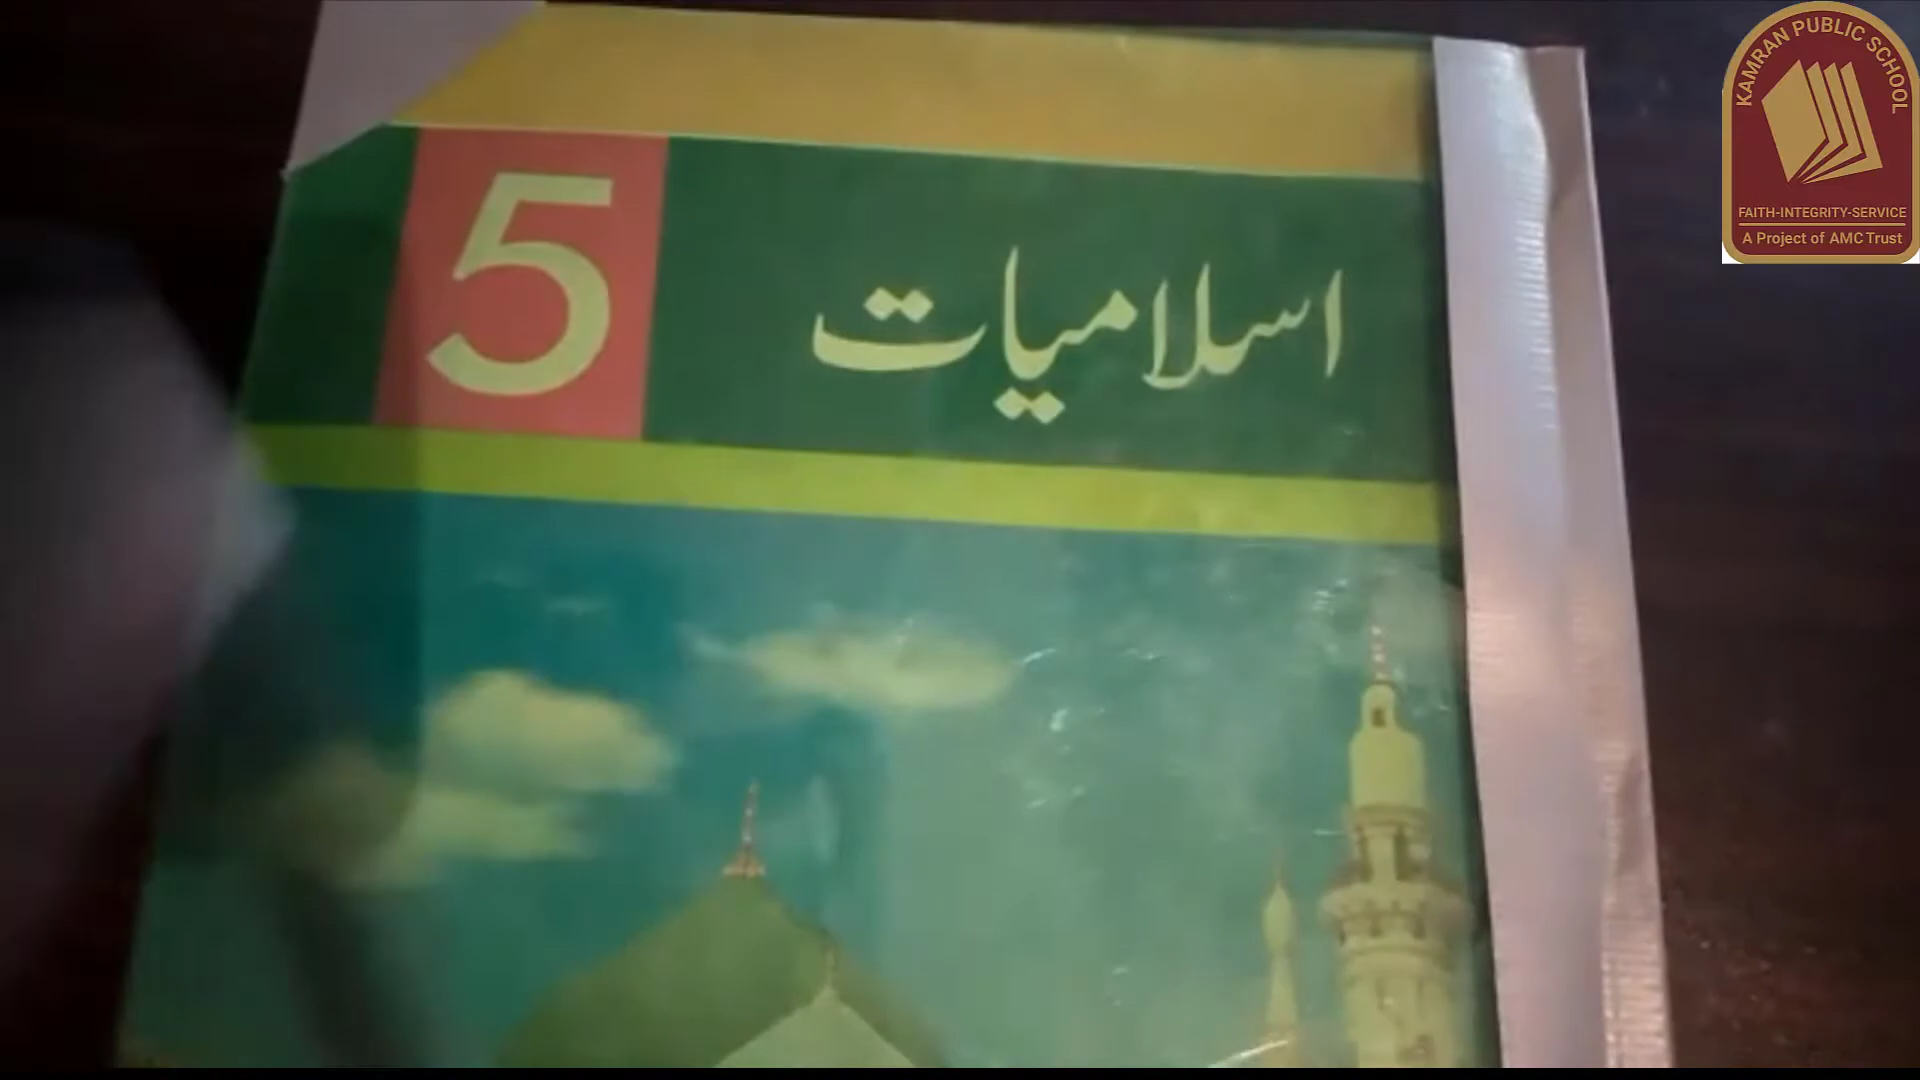 5
اسلامیات
KAMRAN PUBLIC SCHOOL
FAITH-INTEGRITY-SERVICE
A Project of AMC Trust